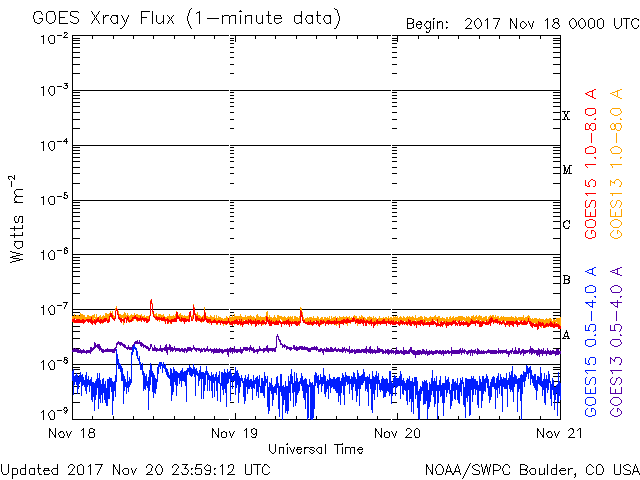 GOES Xray Flux (1-minute data)
Begin: 2017 Nov 18 0000 UTC
Watts m⁻²
10⁻²
10⁻³
10⁻⁴
10⁻⁵
10⁻⁶
10⁻⁷
10⁻⁸
10⁻⁹
X
M
C
B
A
GOES15 1.0-8.0 A
GOES13 1.0-8.0 A
GOES15 0.5-4.0 A
GOES13 0.5-4.0 A
Nov 18
Nov 19
Nov 20
Nov 21
Universal Time
Updated 2017 Nov 20 23:59:12 UTC
NOAA/SWPC Boulder, CO USA